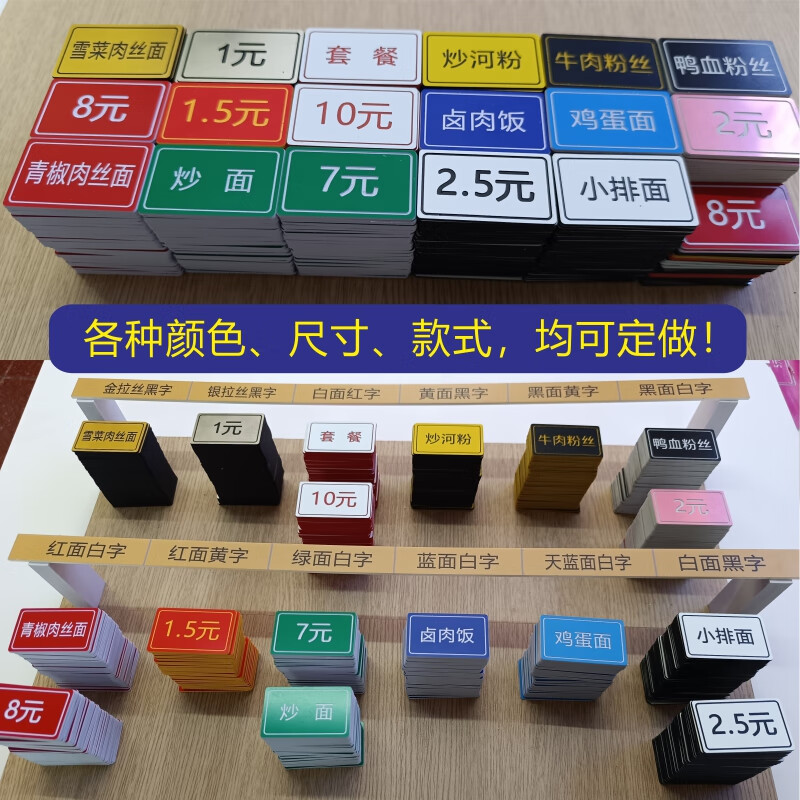 雪菜肉丝面 1元 套 餐 炒河粉 牛肉粉丝 鸭血粉丝
8元 1.5元 10元 卤肉饭 鸡蛋面 2元
青椒肉丝面 炒 面 7元 2.5元 小排面 8元
各种颜色、尺寸、款式，均可定做！
金拉丝黑字 银拉丝黑字 白面红字 黄面黑字 黑面黄字 黑面白字
雪菜肉丝面 1元 套 餐 炒河粉 牛肉粉丝 鸭血粉丝
10元 2元
红面白字 红面黄字 绿面白字 蓝面白字 天蓝面白字 白面黑字
青椒肉丝面 1.5元 7元 卤肉饭 鸡蛋面 小排面
8元 炒 面 2.5元